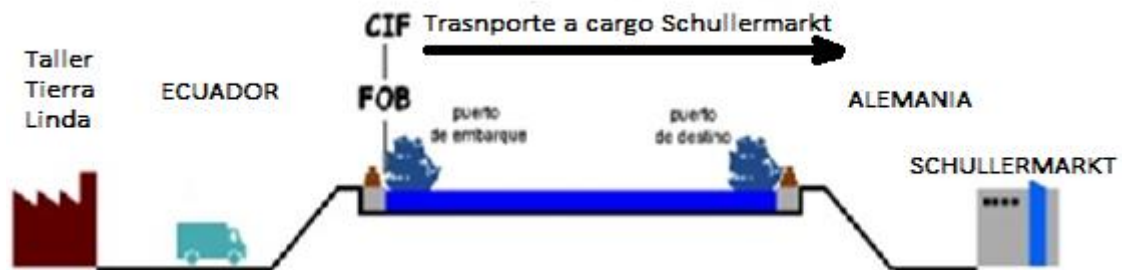 CIF Trasnporte a cargo Schullermarkt
Taller
Tierra
Linda
ECUADOR
FOB
puerto
de embarque
puerto
de destino
ALEMANIA
SCHULLERMARKT